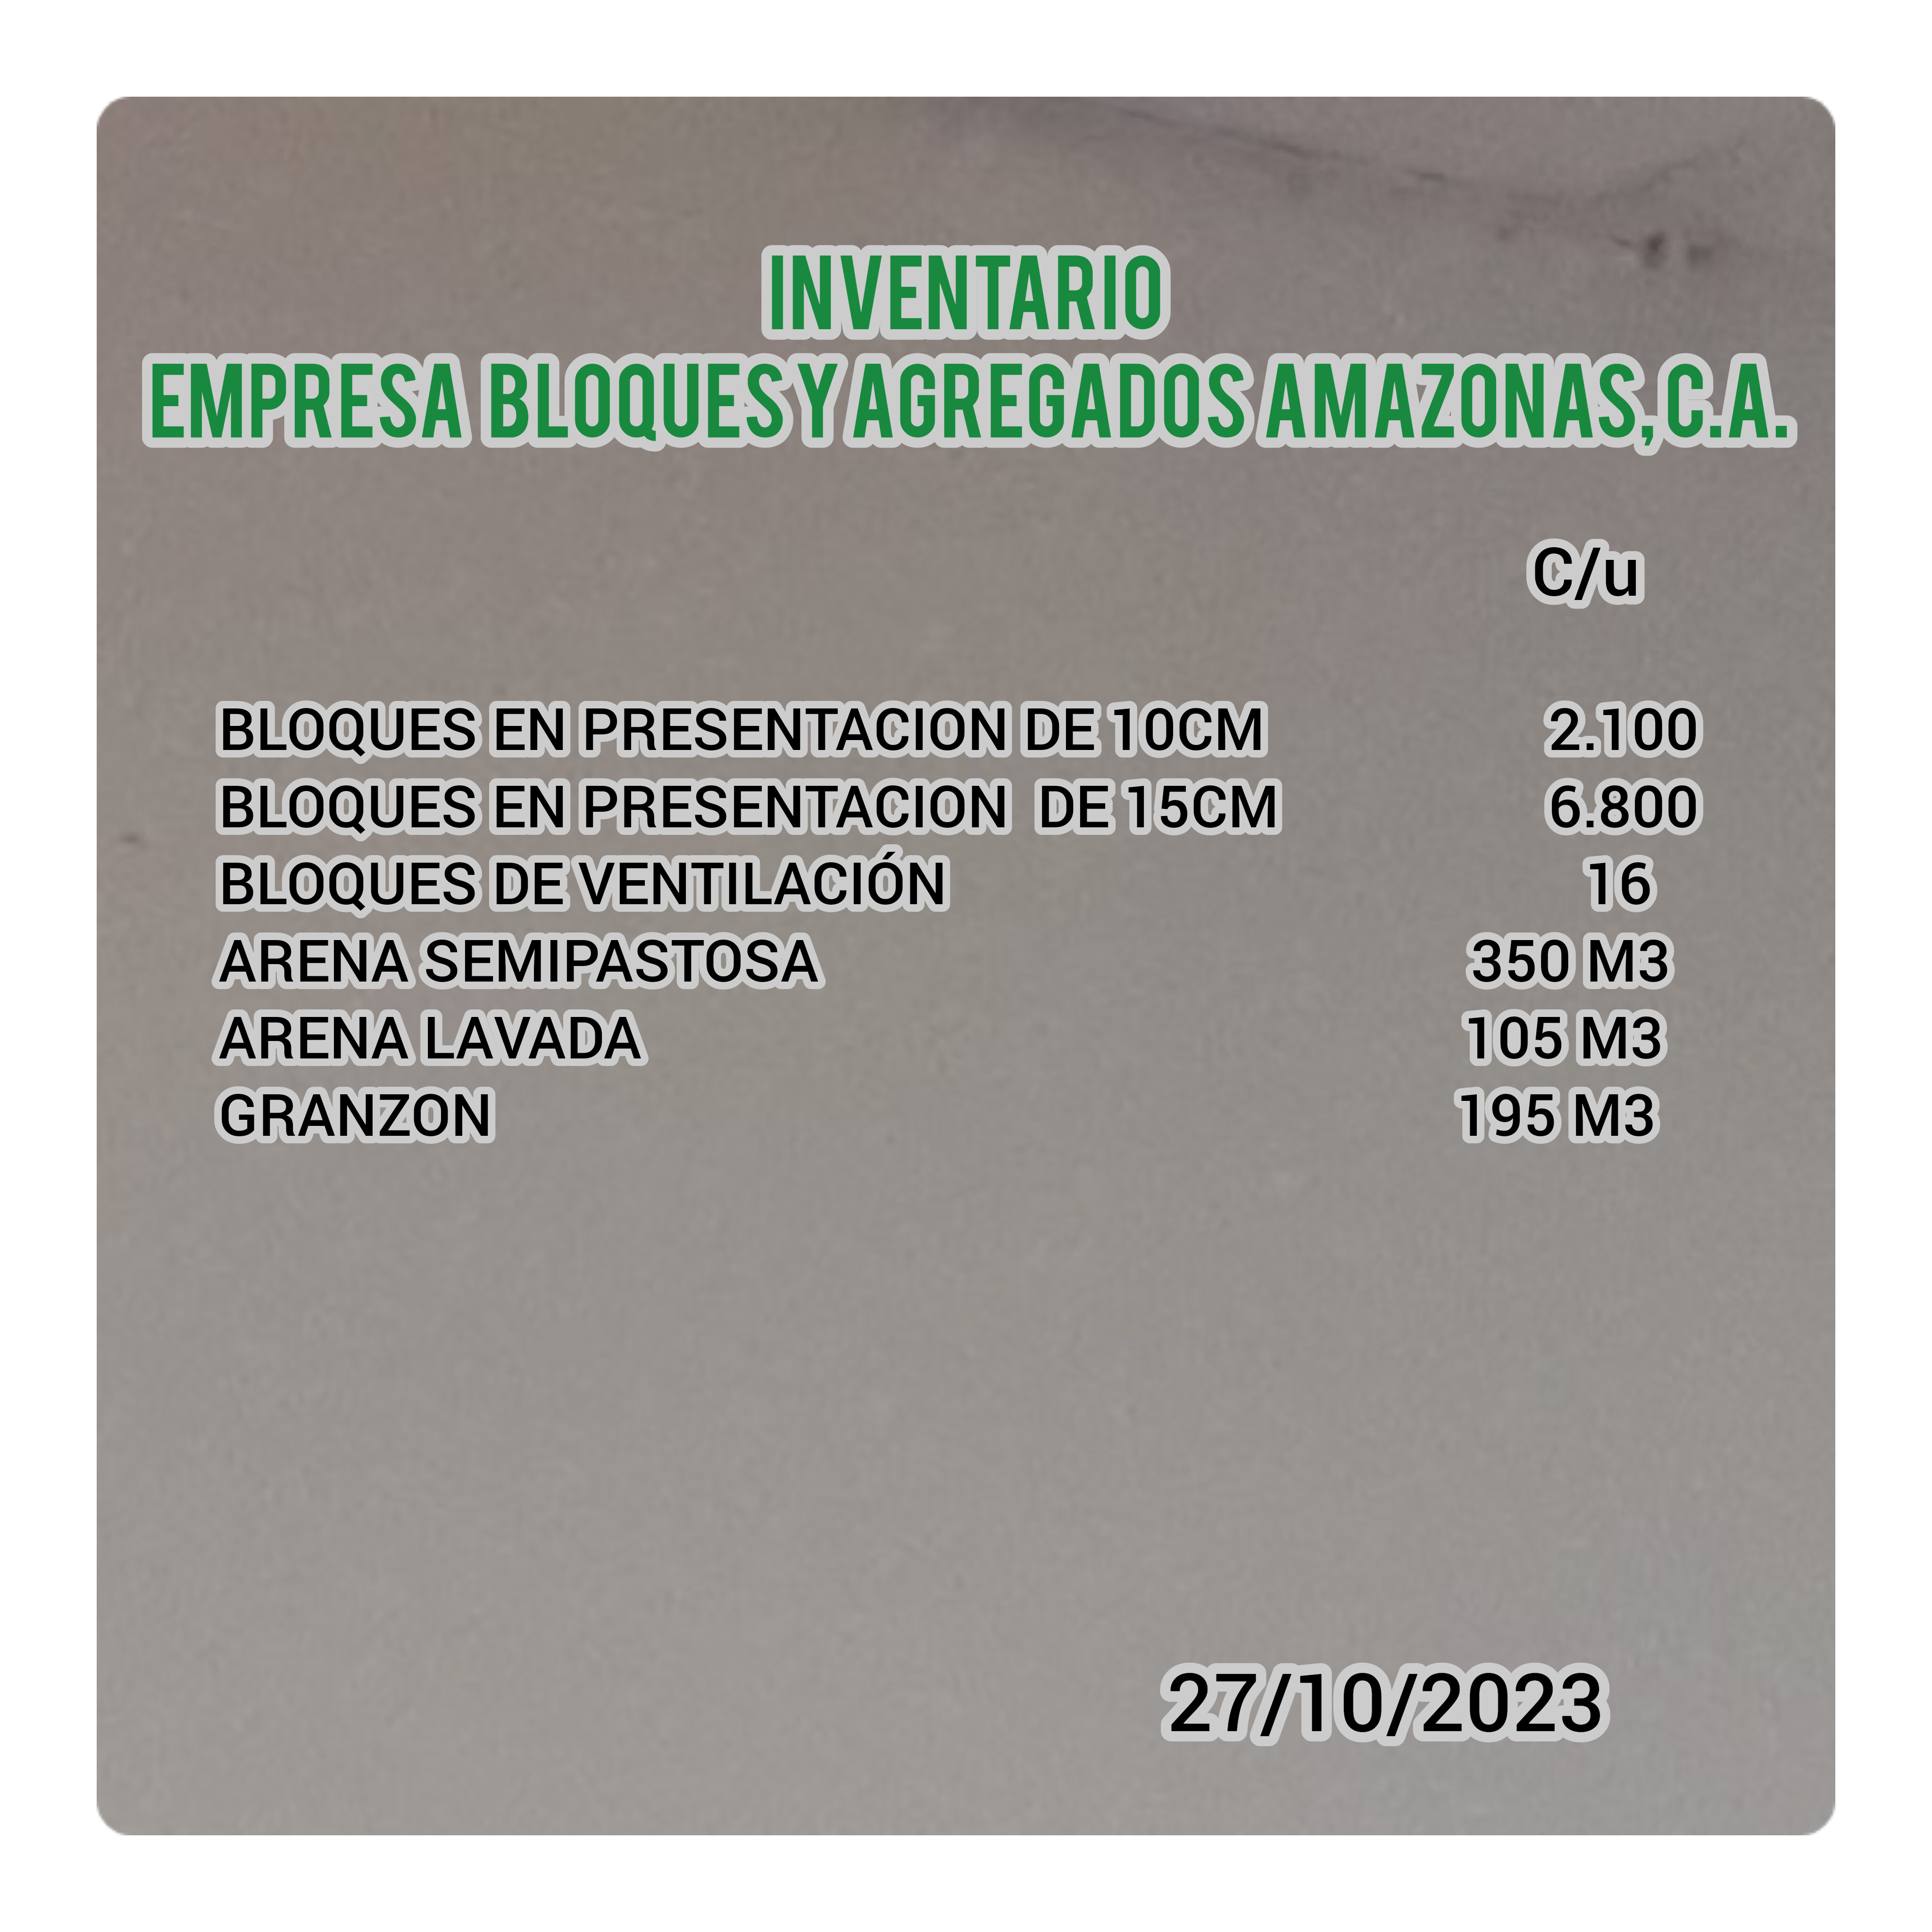 INVENTARIO
EMPRESA BLOQUES Y AGREGADOS AMAZONAS, C.A.
C/u
BLOQUES EN PRESENTACION DE 10CM 2.100
BLOQUES EN PRESENTACION DE 15CM 6.800
BLOQUES DE VENTILACIÓN 16
ARENA SEMIPASTOSA 350 M3
ARENA LAVADA 105 M3
GRANZON 195 M3
27/10/2023